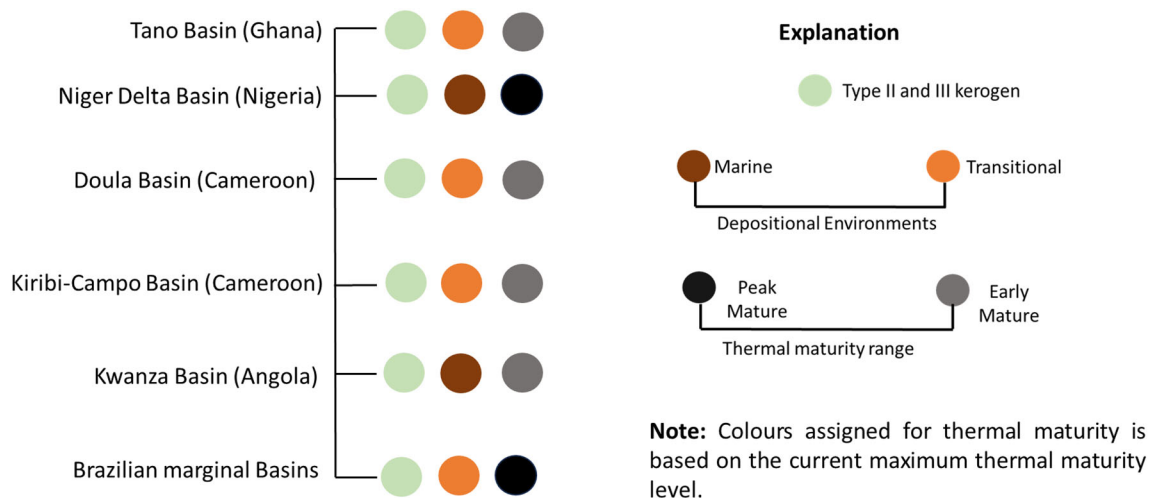 Tano Basin (Ghana)
Niger Delta Basin (Nigeria)
Doula Basin (Cameroon)
Kiribi-Campo Basin (Cameroon)
Kwanza Basin (Angola)
Brazilian marginal Basins
Explanation
Type II and III kerogen
Marine
Transitional
Depositional Environments
Peak
Mature
Early
Mature
Thermal maturity range
Note: Colours assigned for thermal maturity is
based on the current maximum thermal maturity
level.